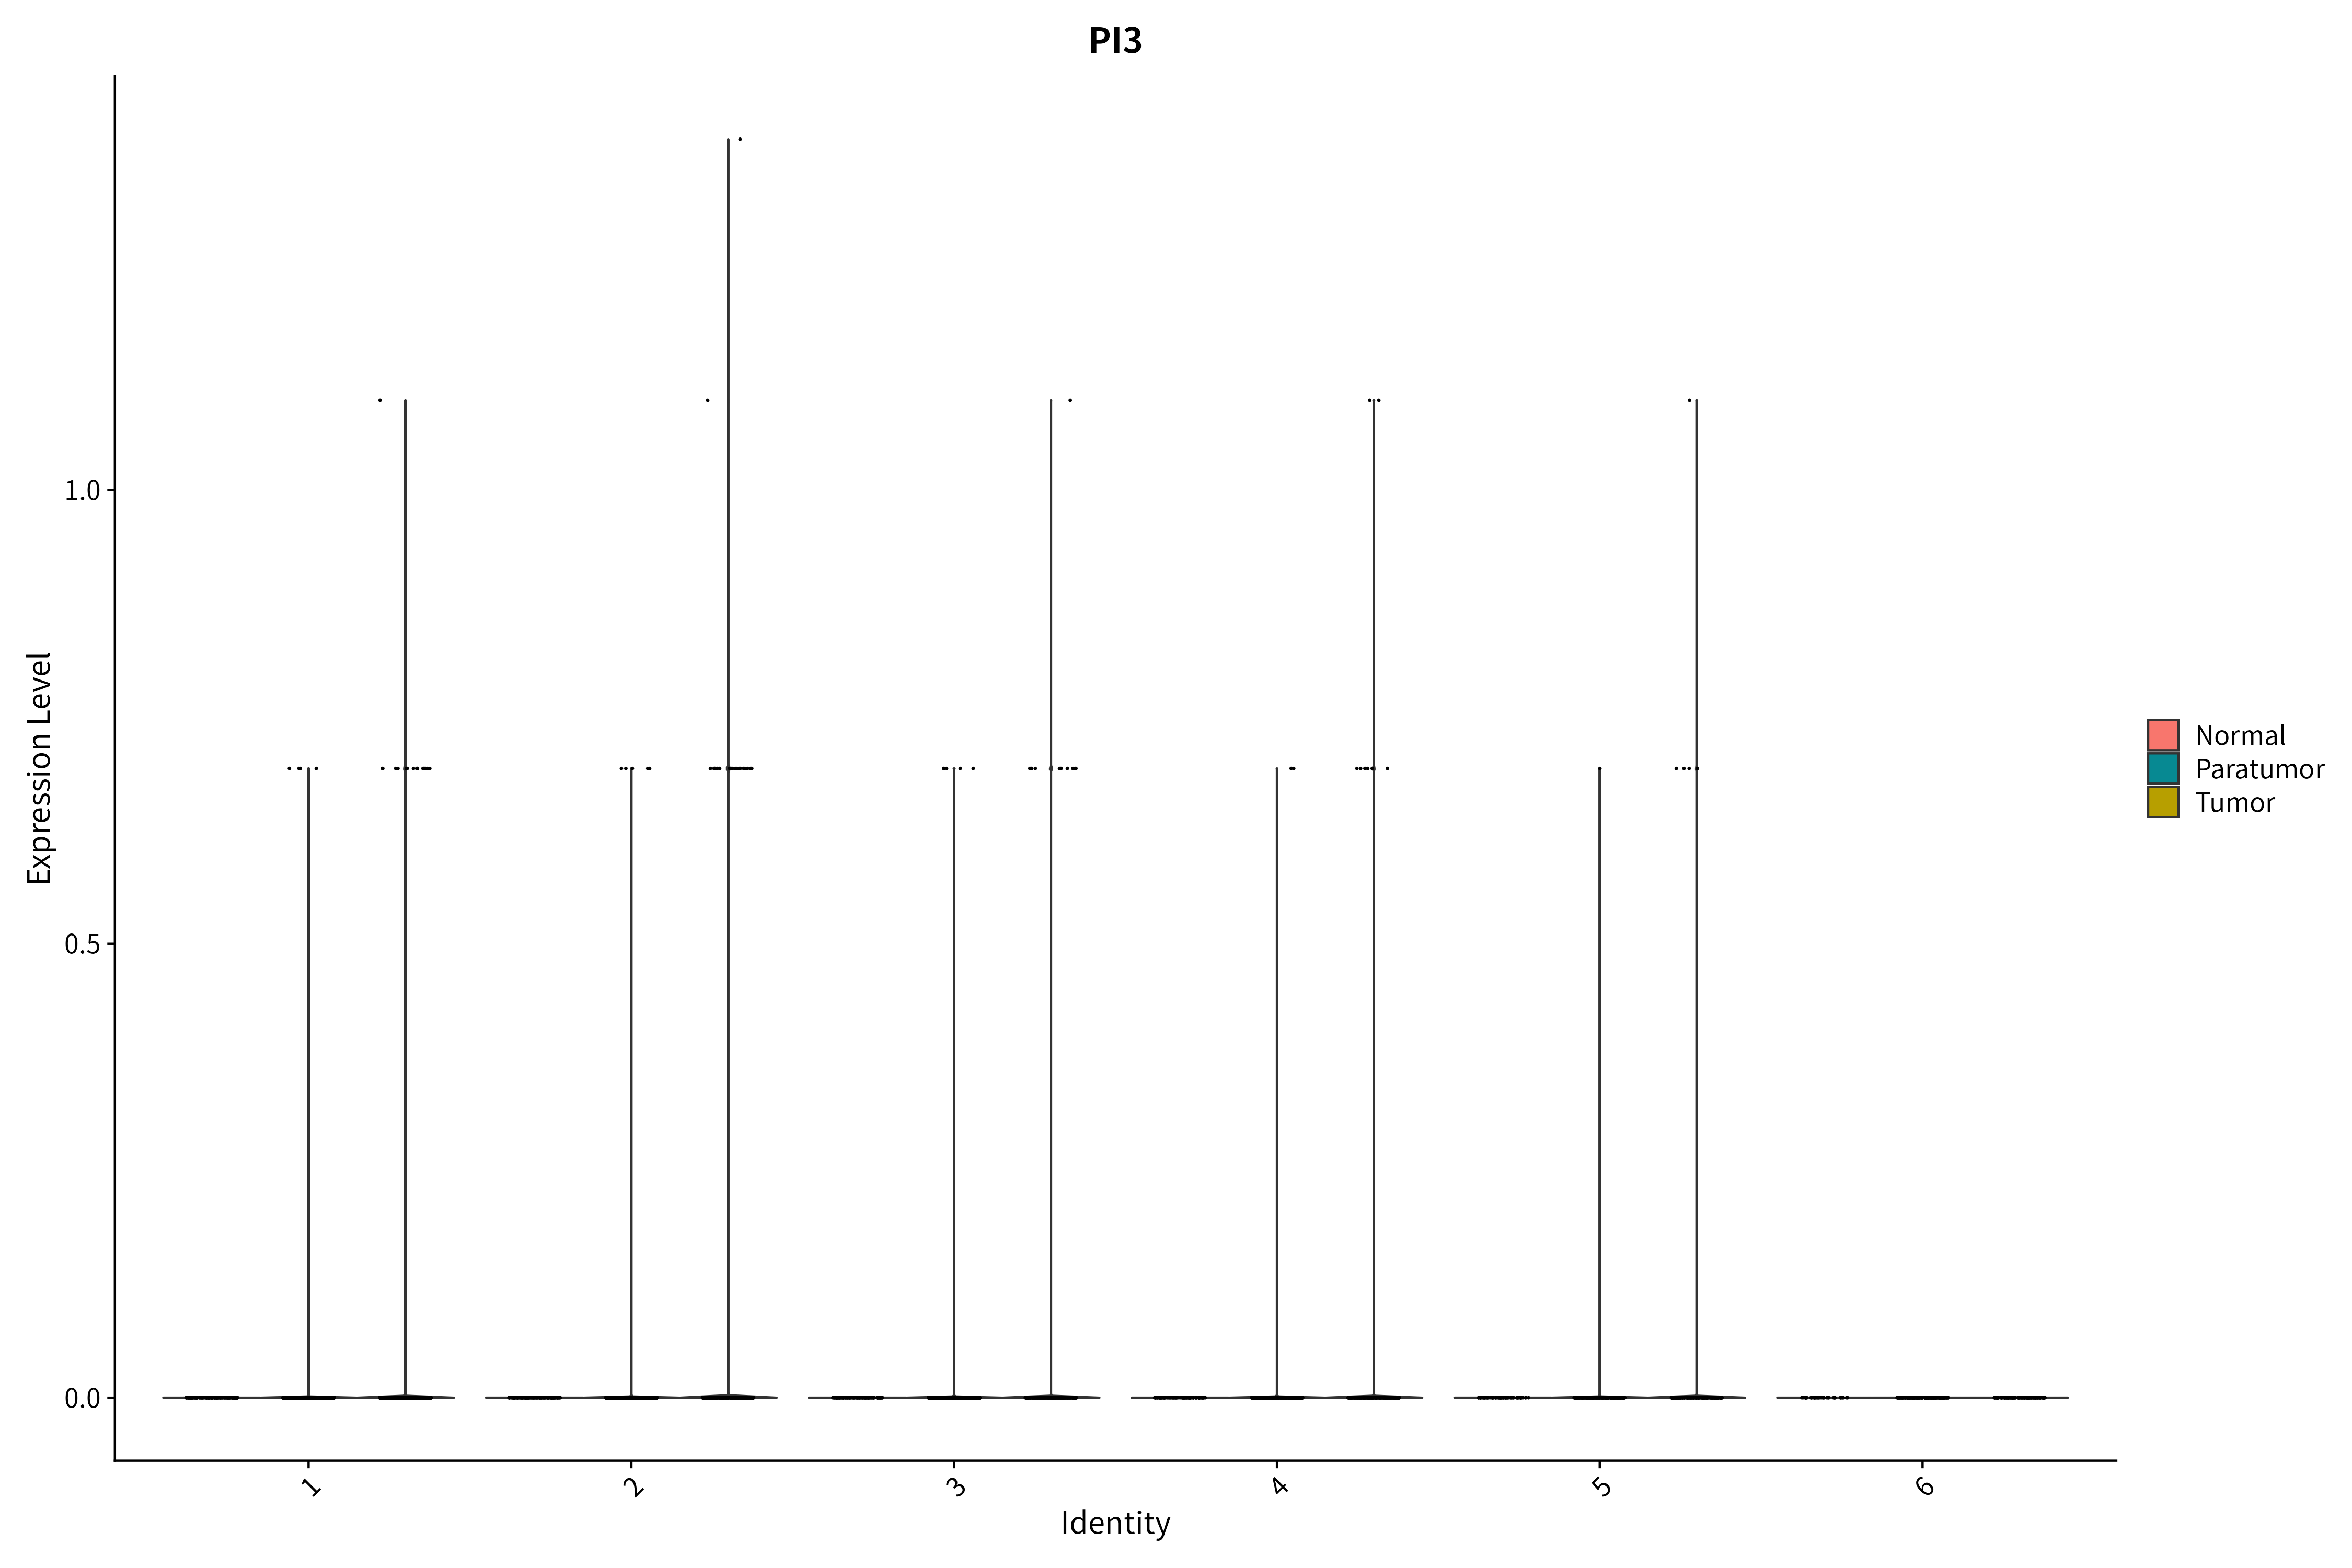 PI3
Expression Level
1.0
0.5
0.0
1
2
3
4
5
6
Identity
Normal
Paratumor
Tumor